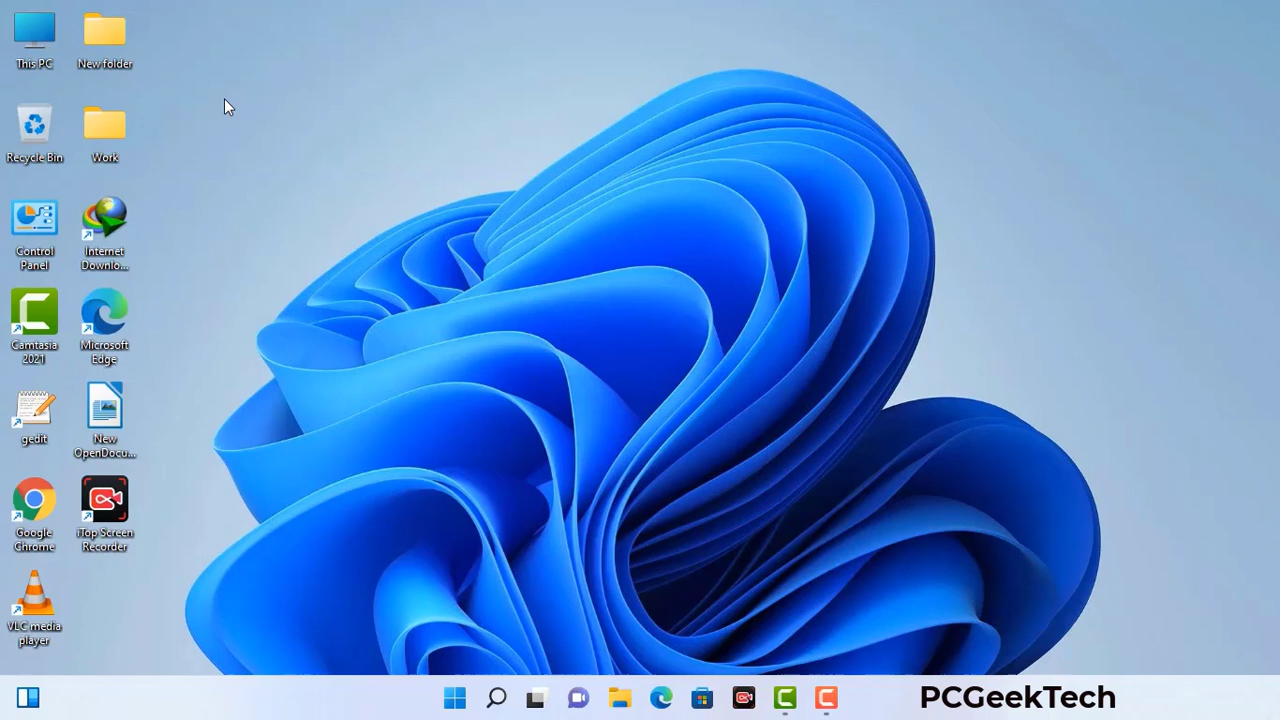 This PC
New folder
Recycle Bin
Work
Control
Panel
Internet
Downlo...
Camtasia
2021
Microsoft
Edge
gedit
New
OpenDocu...
Google
Chrome
iTop Screen
Recorder
VLC media
player
PCGeekTech